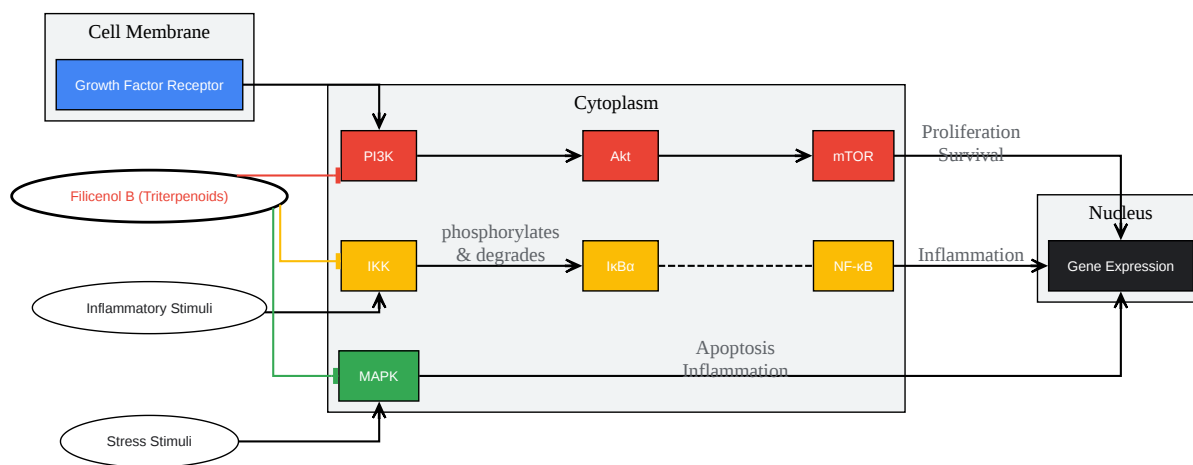 Cell Membrane
Growth Factor Receptor
Cytoplasm
PI3K
Akt
mTOR
Proliferation
Survival
Filicenol B (Triterpenoids)
Nucleus
phosphorylates
& degrades
IKK
IκBα
NF-κB
Inflammation
Gene Expression
Inflammatory Stimuli
Apoptosis
Inflammation
MAPK
Stress Stimuli